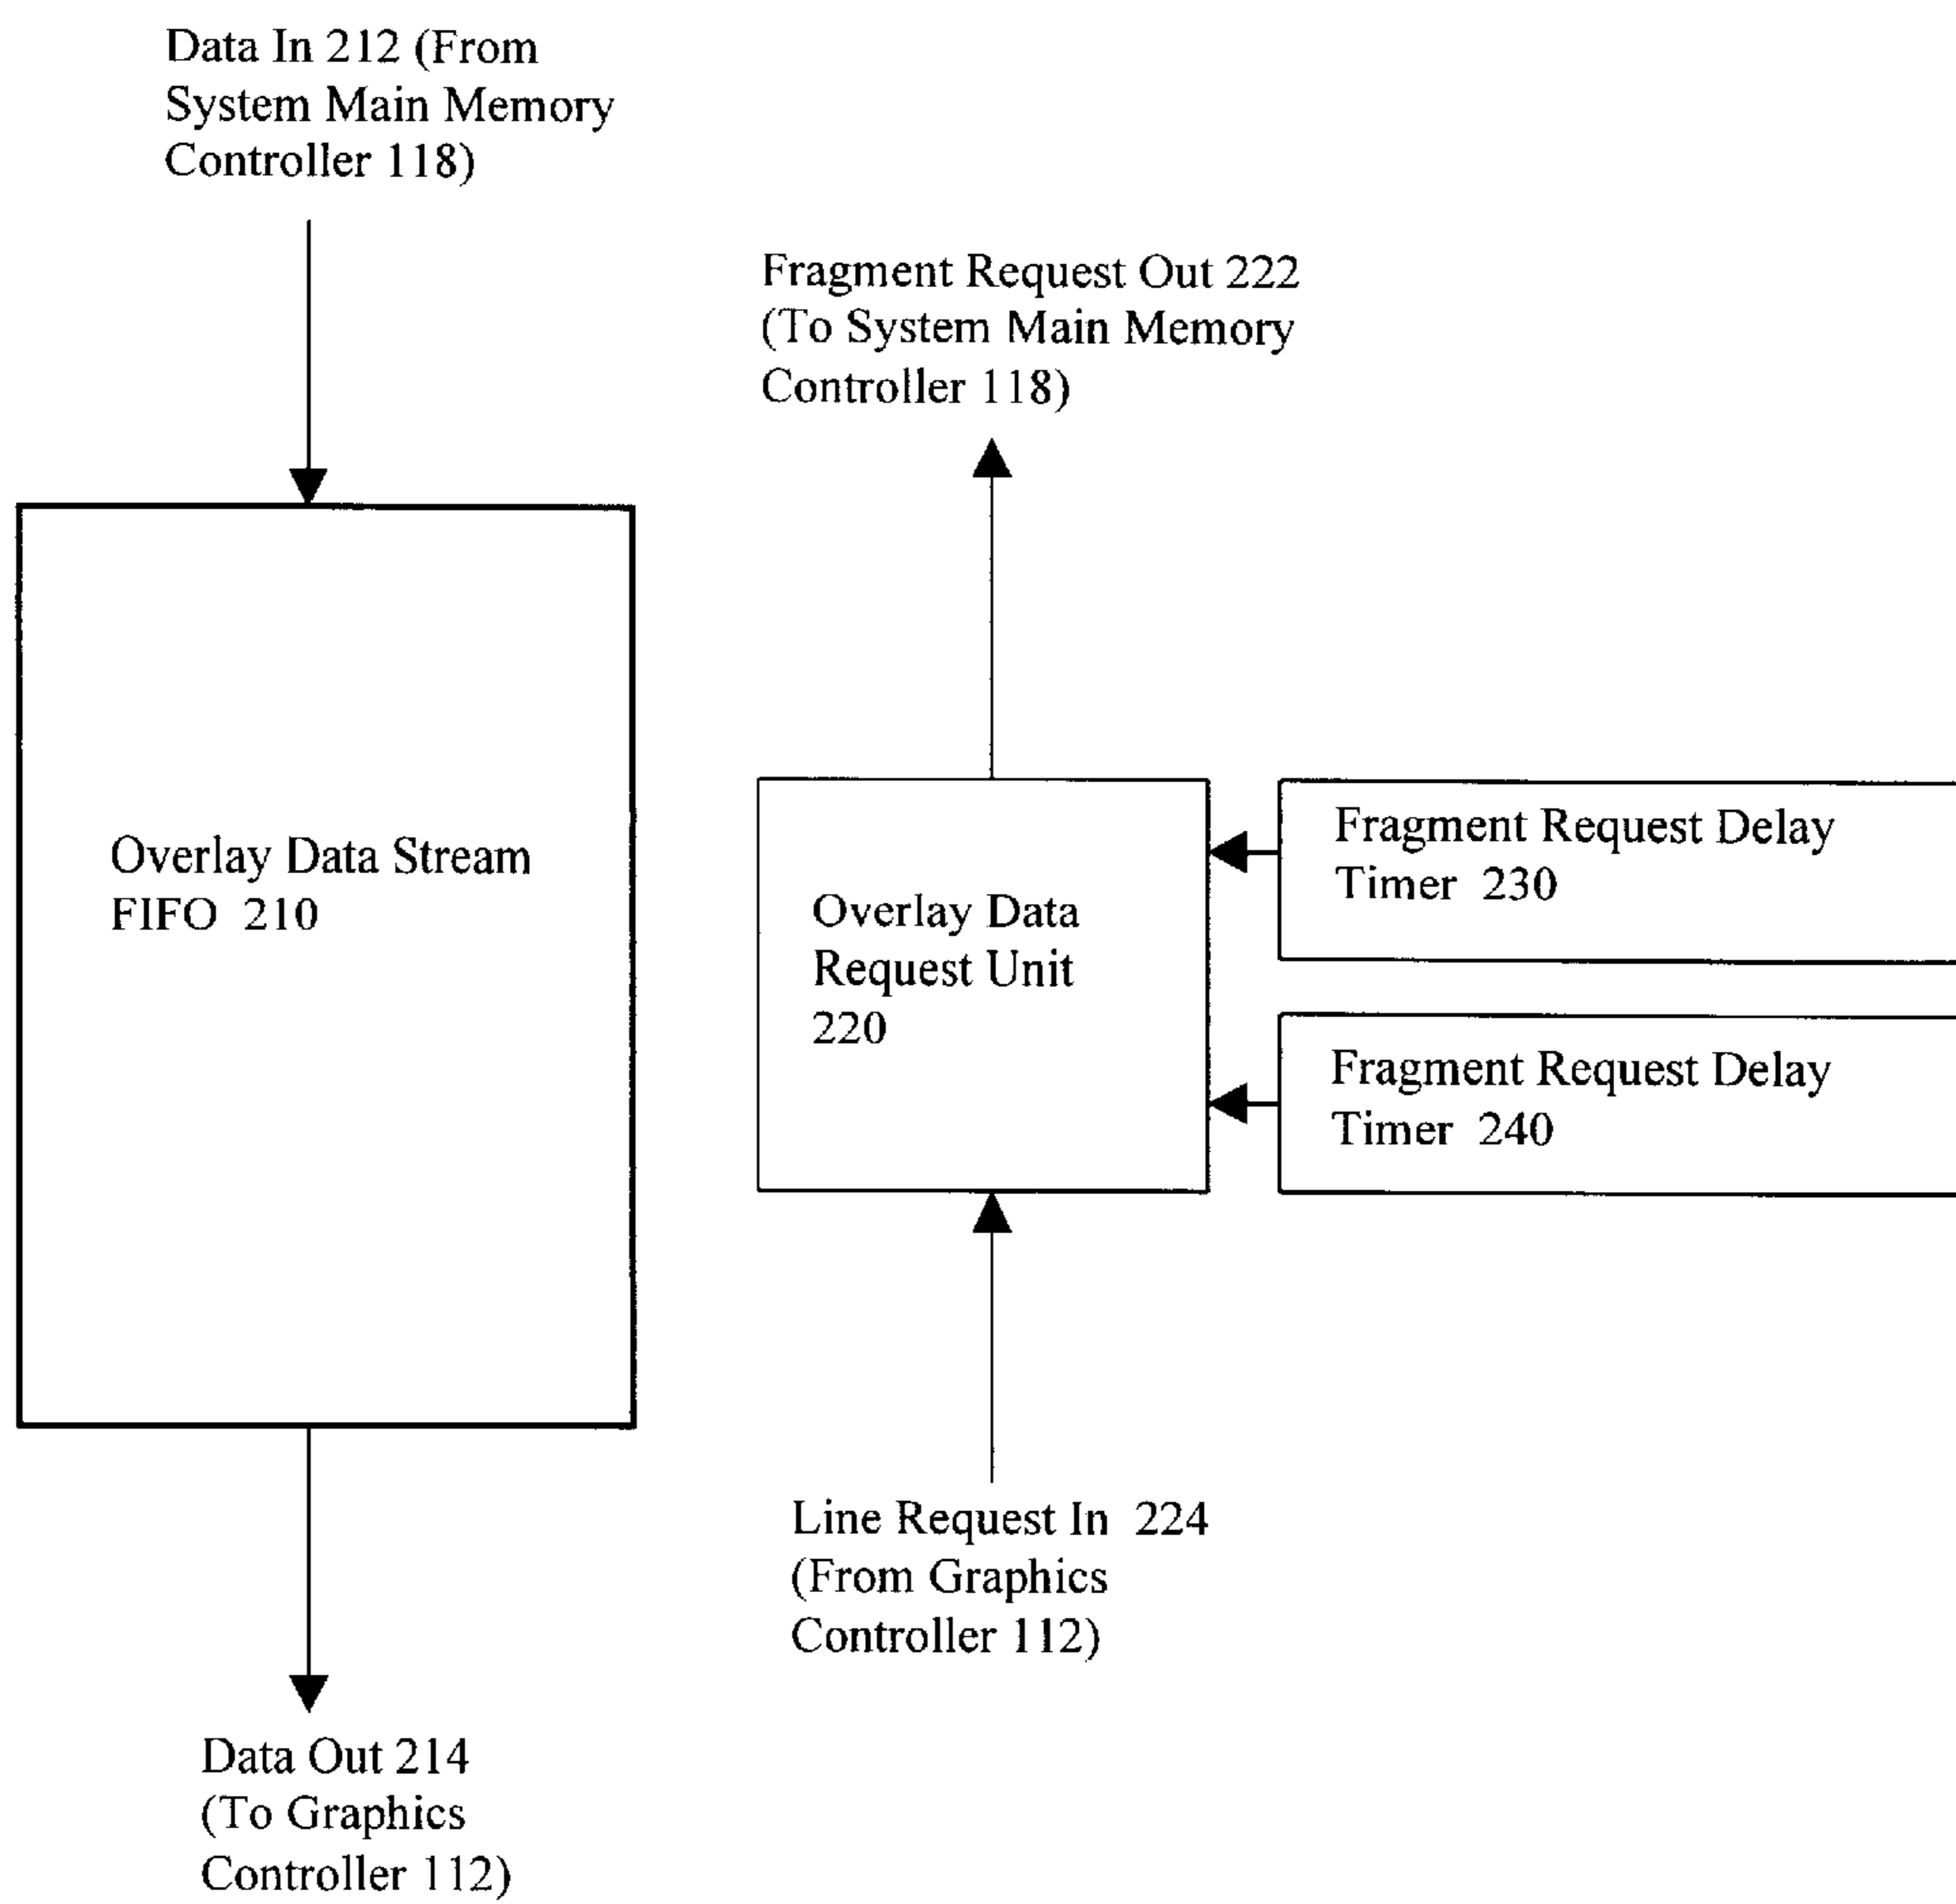 Data In 212 (From
System Main Memory
Controller 118)
Fragment Request Out 222
(To System Main Memory
Controller 118)
Overlay Data Stream
FIFO 210
Overlay Data
Request Unit
220
Fragment Request Delay
Timer 230
Fragment Request Delay
Timer 240
Line Request In 224
(From Graphics
Controller 112)
Data Out 214
(To Graphics
Controller 112)